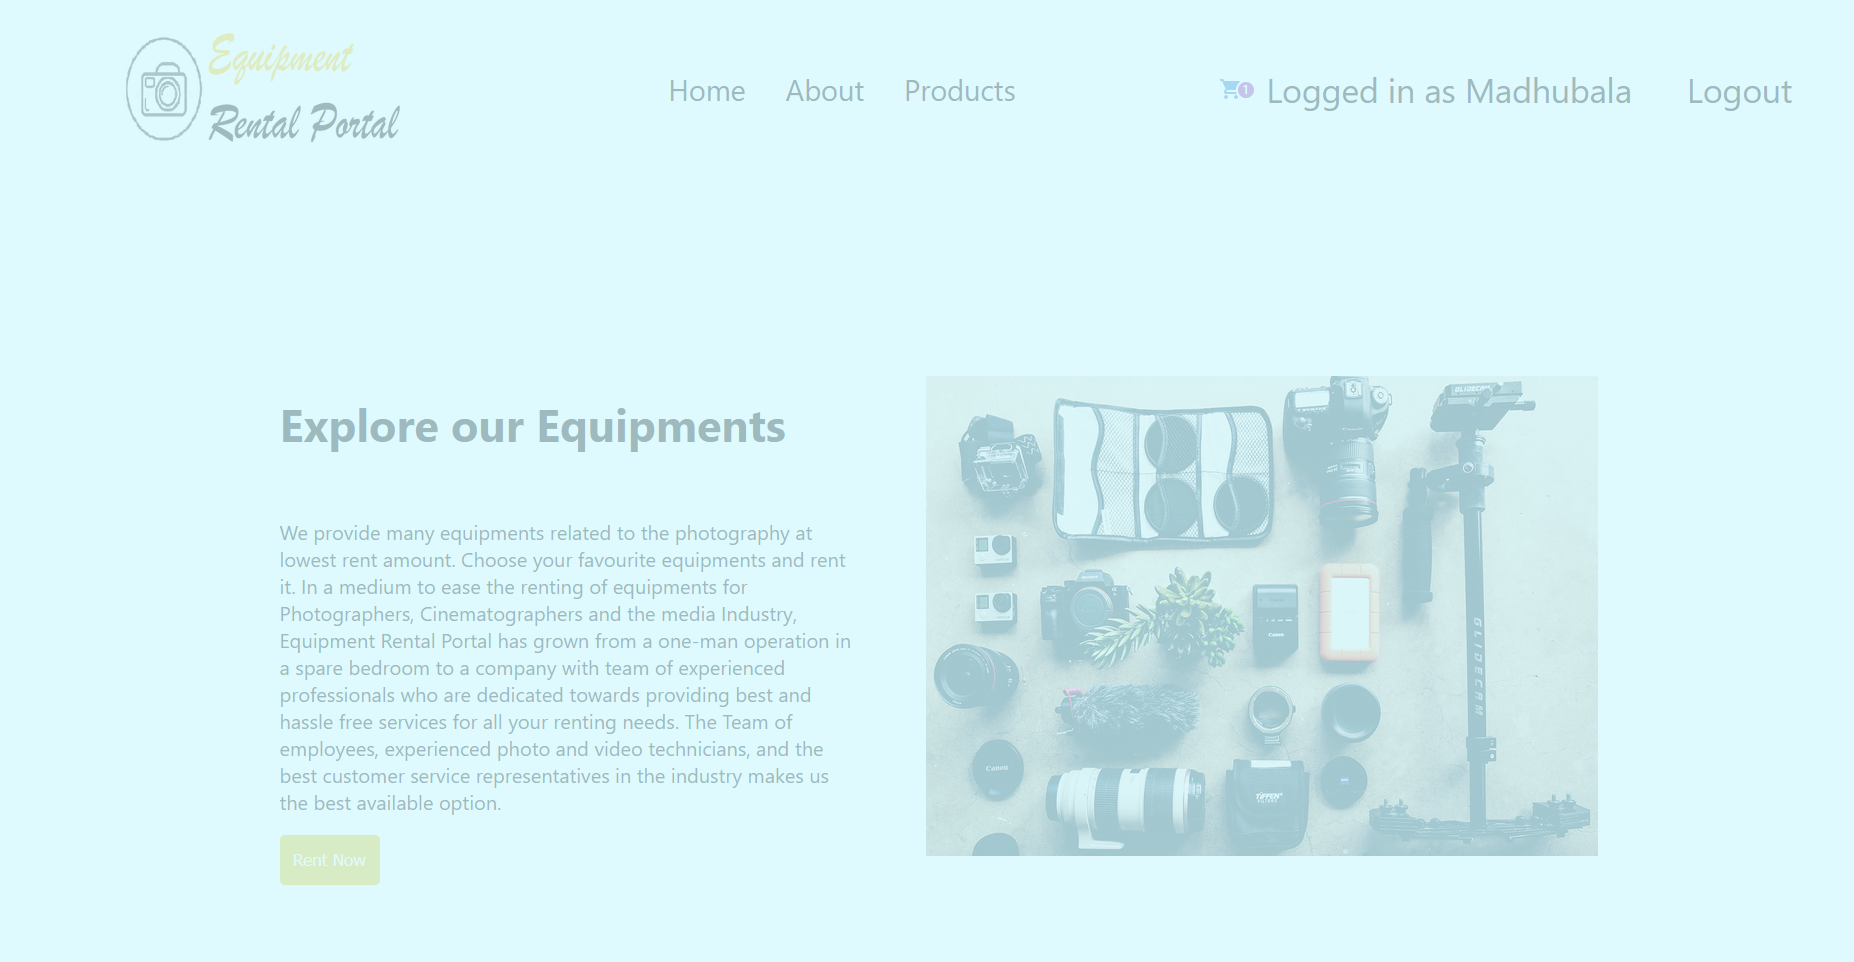 Equipment
Rental Portal
Home About Products
1 Logged in as Madhubala Logout
Explore our Equipments
We provide many equipments related to the photography at
lowest rent amount. Choose your favourite equipments and rent
it. In a medium to ease the renting of equipments for
Photographers, Cinematographers and the media Industry,
Equipment Rental Portal has grown from a one-man operation in
a spare bedroom to a company with team of experienced
professionals who are dedicated towards providing best and
hassle free services for all your renting needs. The Team of
employees, experienced photo and video technicians, and the
best customer service representatives in the industry makes us
the best available option.
Rent Now
GLIDECAM
Canon
GLIDECAM
Canon
TIFFEN
FILTERS